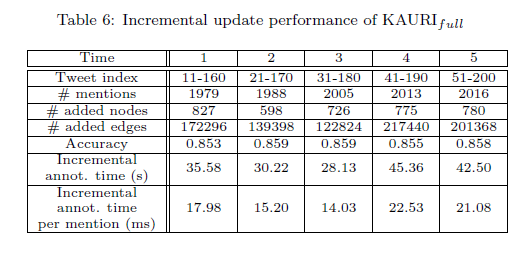 Table 6: Incremental update performance of KAURIfull
Time 1 2 3 4 5
Tweet index 11-160 21-170 31-180 41-190 51-200
# mentions 1979 1988 2005 2013 2016
# added nodes 827 598 726 775 780
# added edges 172296 139398 122824 217440 201368
Accuracy 0.853 0.859 0.859 0.855 0.858
Incremental
annot. time (s) 35.58 30.22 28.13 45.36 42.50
Incremental
annot. time 17.98 15.20 14.03 22.53 21.08
per mention (ms)